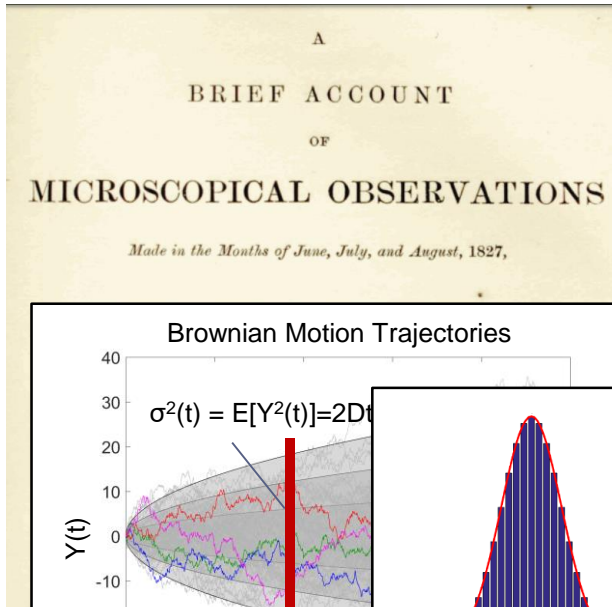 A
BRIEF ACCOUNT
OF
MICROSCOPICAL OBSERVATIONS
Made in the Months of June, July, and August, 1827,
Brownian Motion Trajectories
40
σ²(t) = E[Y²(t)]=2Dt
30
20
10
0
-10
Y(t)